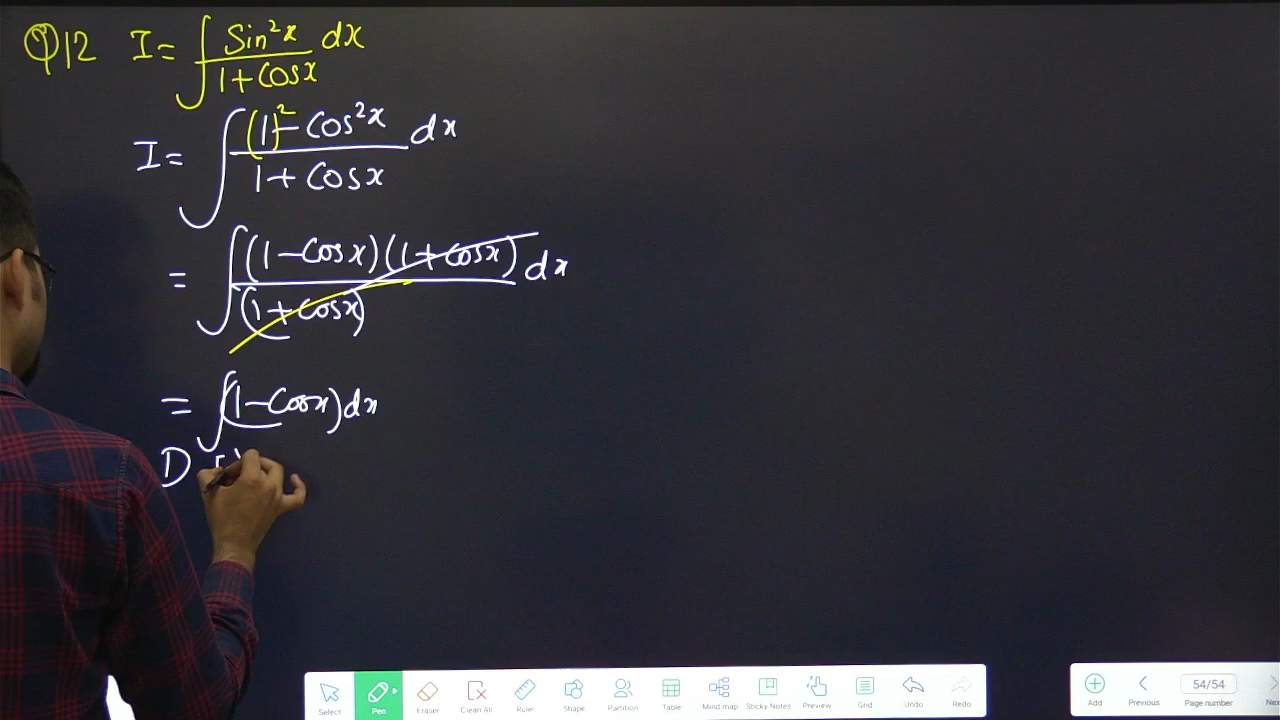 Q12 I = ∫ Sin²x / 1 + Cosx dx
I = ∫ (1)² - Cos²x / 1 + Cosx dx
= ∫ (1 - Cosx)(1 + Cosx) / (1 + Cosx) dx
= ∫ (1 - Cosx) dx
D
Select Pen Eraser Clean All Ruler Shape Partition Table Mind map Sticky Notes Preview Grid Undo Redo Add Previous 54/54 Page number